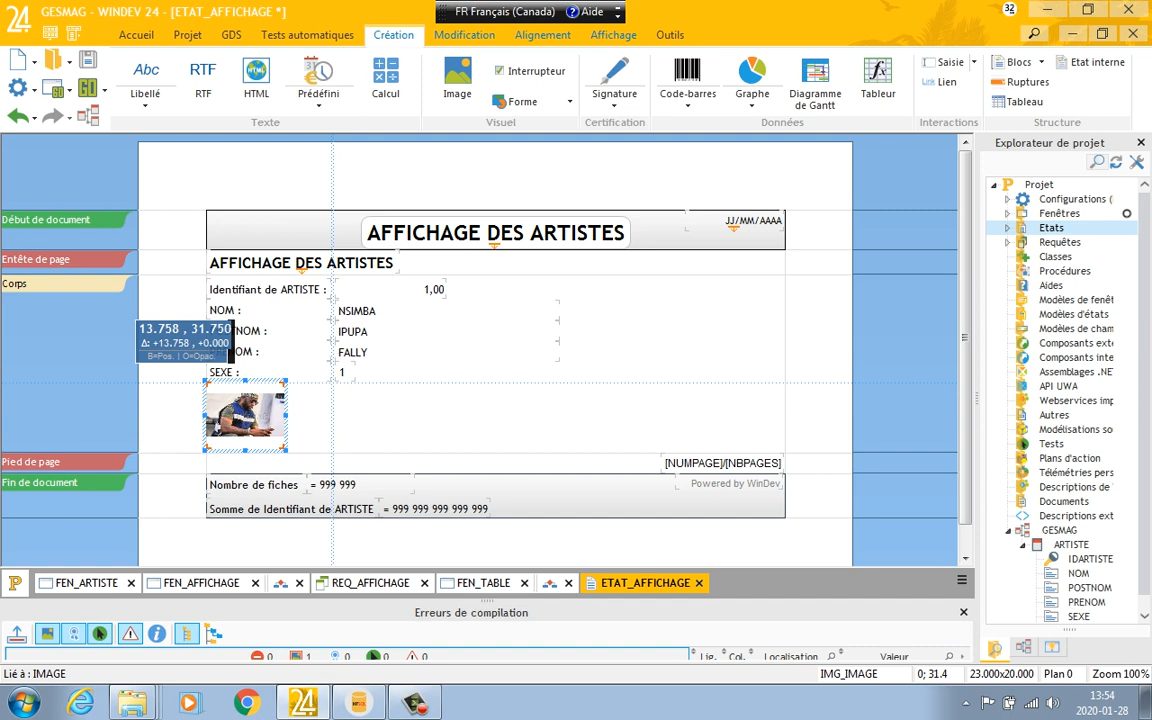 GESMAG - WINDEV 24 - [ETAT_AFFICHAGE *]
FR Français (Canada)
Aide
32
Accueil
Projet
GDS
Tests automatiques
Création
Modification
Alignement
Affichage
Outils
Abc
Libellé
RTF
RTF
HTML
Prédéfini
Calcul
Image
Interrupteur
Forme
Signature
Code-barres
Graphe
Diagramme de Gantt
Tableur
Saisie
Lien
Blocs
Etat interne
Ruptures
Tableau
Texte
Visuel
Certification
Données
Interactions
Structure
Explorateur de projet
Début de document
AFFICHAGE DES ARTISTES
JJ/MM/AAAA
Entête de page
AFFICHAGE DES ARTISTES
Corps
Identifiant de ARTISTE :
1,00
NOM :
NSIMBA
13.758 , 31.750
Δ: +13.758 , +0.000
B=Pos. | O=Opac.
TNOM :
IPUPA
OM :
FALLY
SEXE :
1
Pied de page
[NUMPAGE]/[NBPAGES]
Fin de document
Nombre de fiches
= 999 999
Powered by WinDev
Somme de Identifiant de ARTISTE
= 999 999 999 999 999
Projet
Configurations (
Fenêtres
Etats
Requêtes
Classes
Procédures
Aides
Modèles de fenêt
Modèles d'états
Modèles de cham
Composants exte
Composants inte
Assemblages .NE
API UWA
Webservices imp
Autres
Modélisations so
Tests
Plans d'action
Télémétries pers
Descriptions de
Documents
Descriptions ext
GESMAG
ARTISTE
IDARTISTE
NOM
POSTNOM
PRENOM
SEXE
FEN_ARTISTE
FEN_AFFICHAGE
REQ_AFFICHAGE
FEN_TABLE
ETAT_AFFICHAGE
Erreurs de compilation
0
1
0
0
0
Lig.
Col.
Localisation
Valeur
Lié à : IMAGE
IMG_IMAGE
0; 31.4
23.000x20.000
Plan 0
Zoom 100%
13:54
2020-01-28